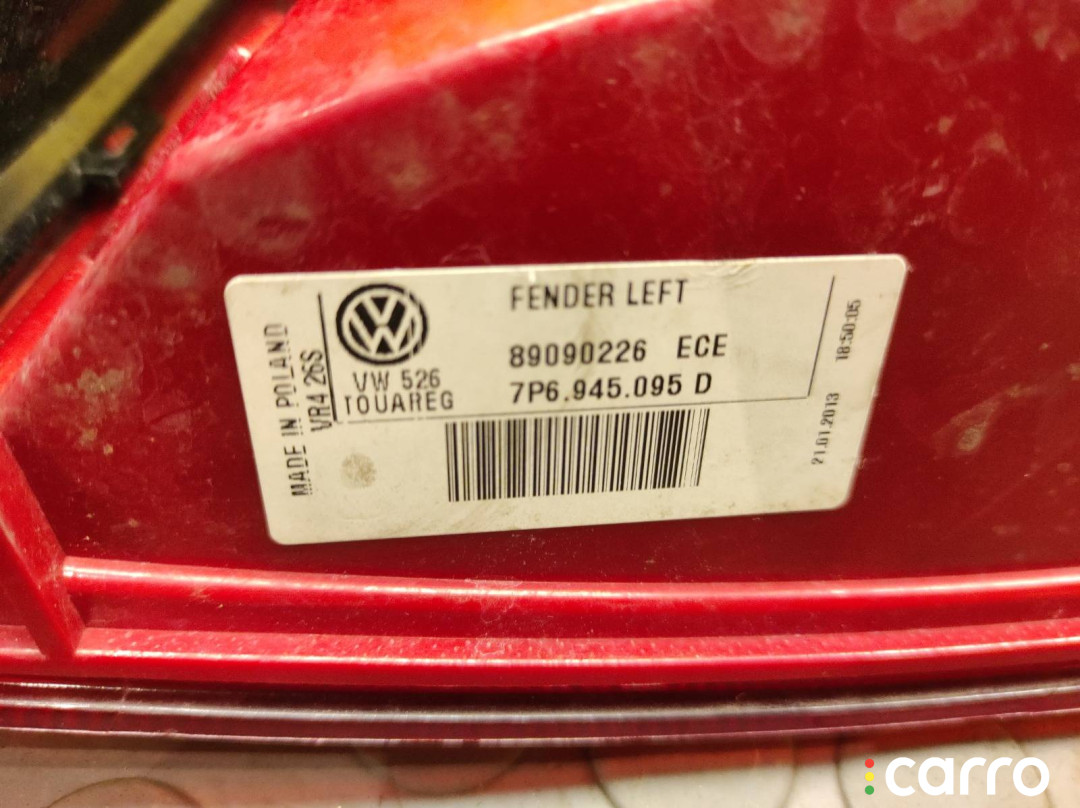 FENDER LEFT
89090226 ECE
7P6.945.095 D
VW 526
TOUAREG
MADE IN POLAND
VR4 26S
21.01.2013 18:50:05
carro